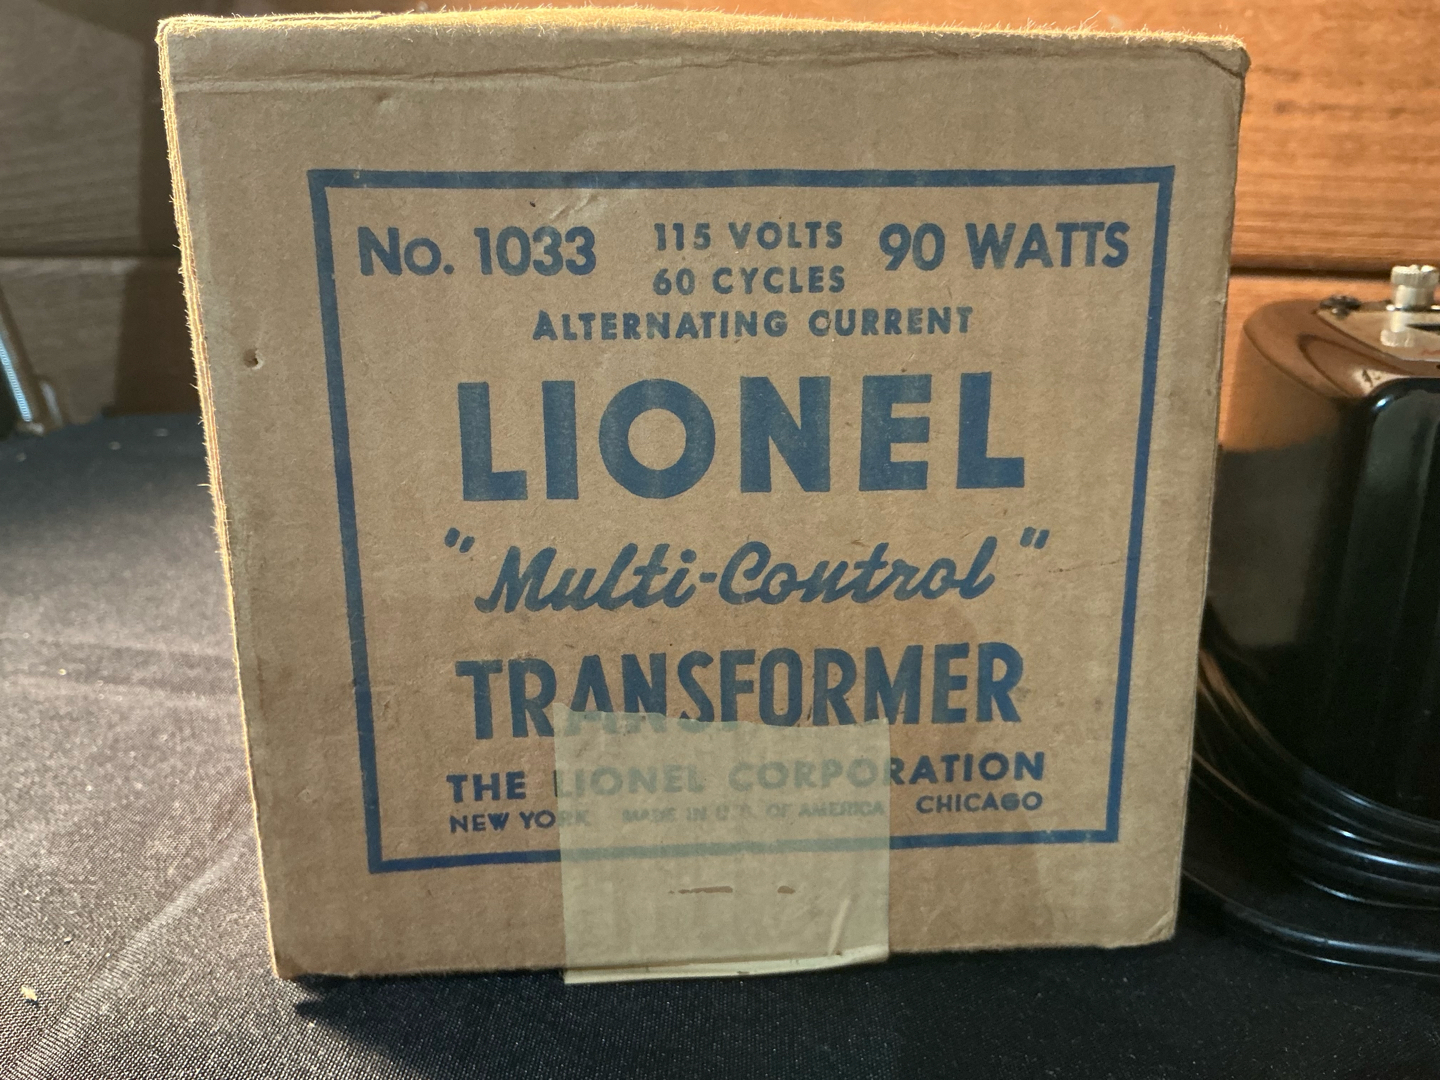 No. 1033 115 VOLTS 90 WATTS
60 CYCLES
ALTERNATING CURRENT
LIONEL
"Multi-Control"
TRANSFORMER
THE LIONEL CORPORATION
NEW YORK MADE IN U.S. OF AMERICA CHICAGO